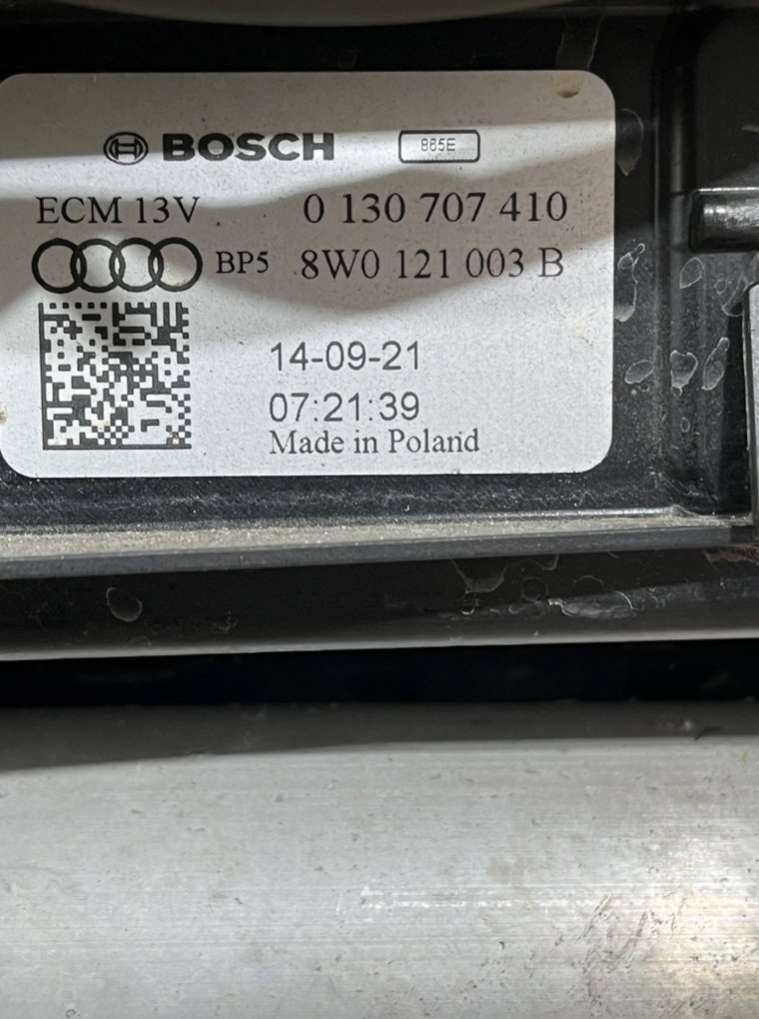 BOSCH 865E
ECM 13V 0 130 707 410
BP5 8W0 121 003 B
14-09-21
07:21:39
Made in Poland